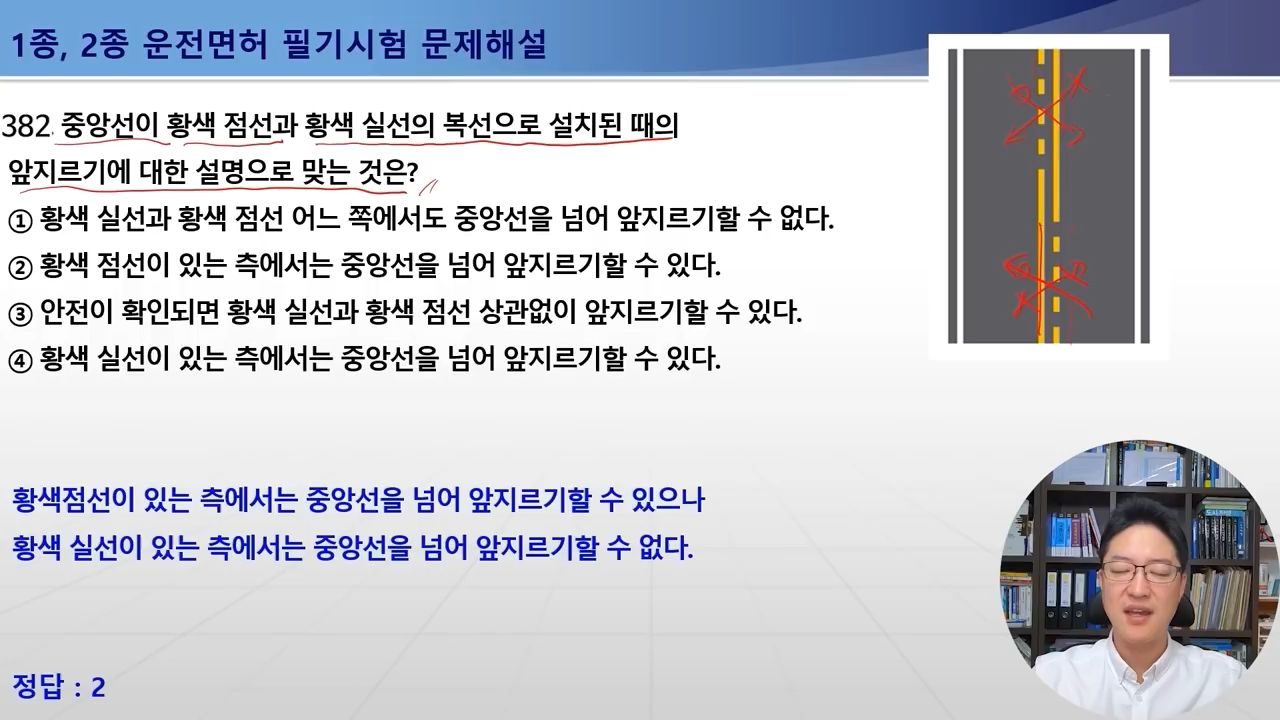 1종, 2종 운전면허 필기시험 문제해설
382. 중앙선이 황색 점선과 황색 실선의 복선으로 설치된 때의
앞지르기에 대한 설명으로 맞는 것은?
① 황색 실선과 황색 점선 어느 쪽에서도 중앙선을 넘어 앞지르기할 수 없다.
② 황색 점선이 있는 측에서는 중앙선을 넘어 앞지르기할 수 있다.
③ 안전이 확인되면 황색 실선과 황색 점선 상관없이 앞지르기할 수 있다.
④ 황색 실선이 있는 측에서는 중앙선을 넘어 앞지르기할 수 있다.
황색점선이 있는 측에서는 중앙선을 넘어 앞지르기할 수 있으나
황색 실선이 있는 측에서는 중앙선을 넘어 앞지르기할 수 없다.
정답 : 2